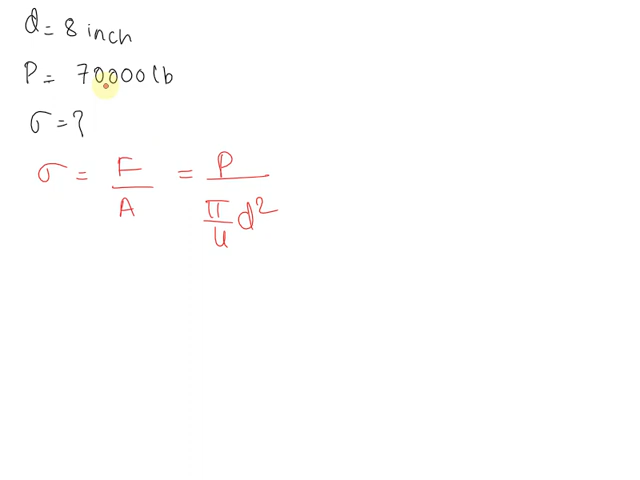 d = 8 inch
P = 70000 lb
σ = ?
σ = F/A = P/(π/4 d²)